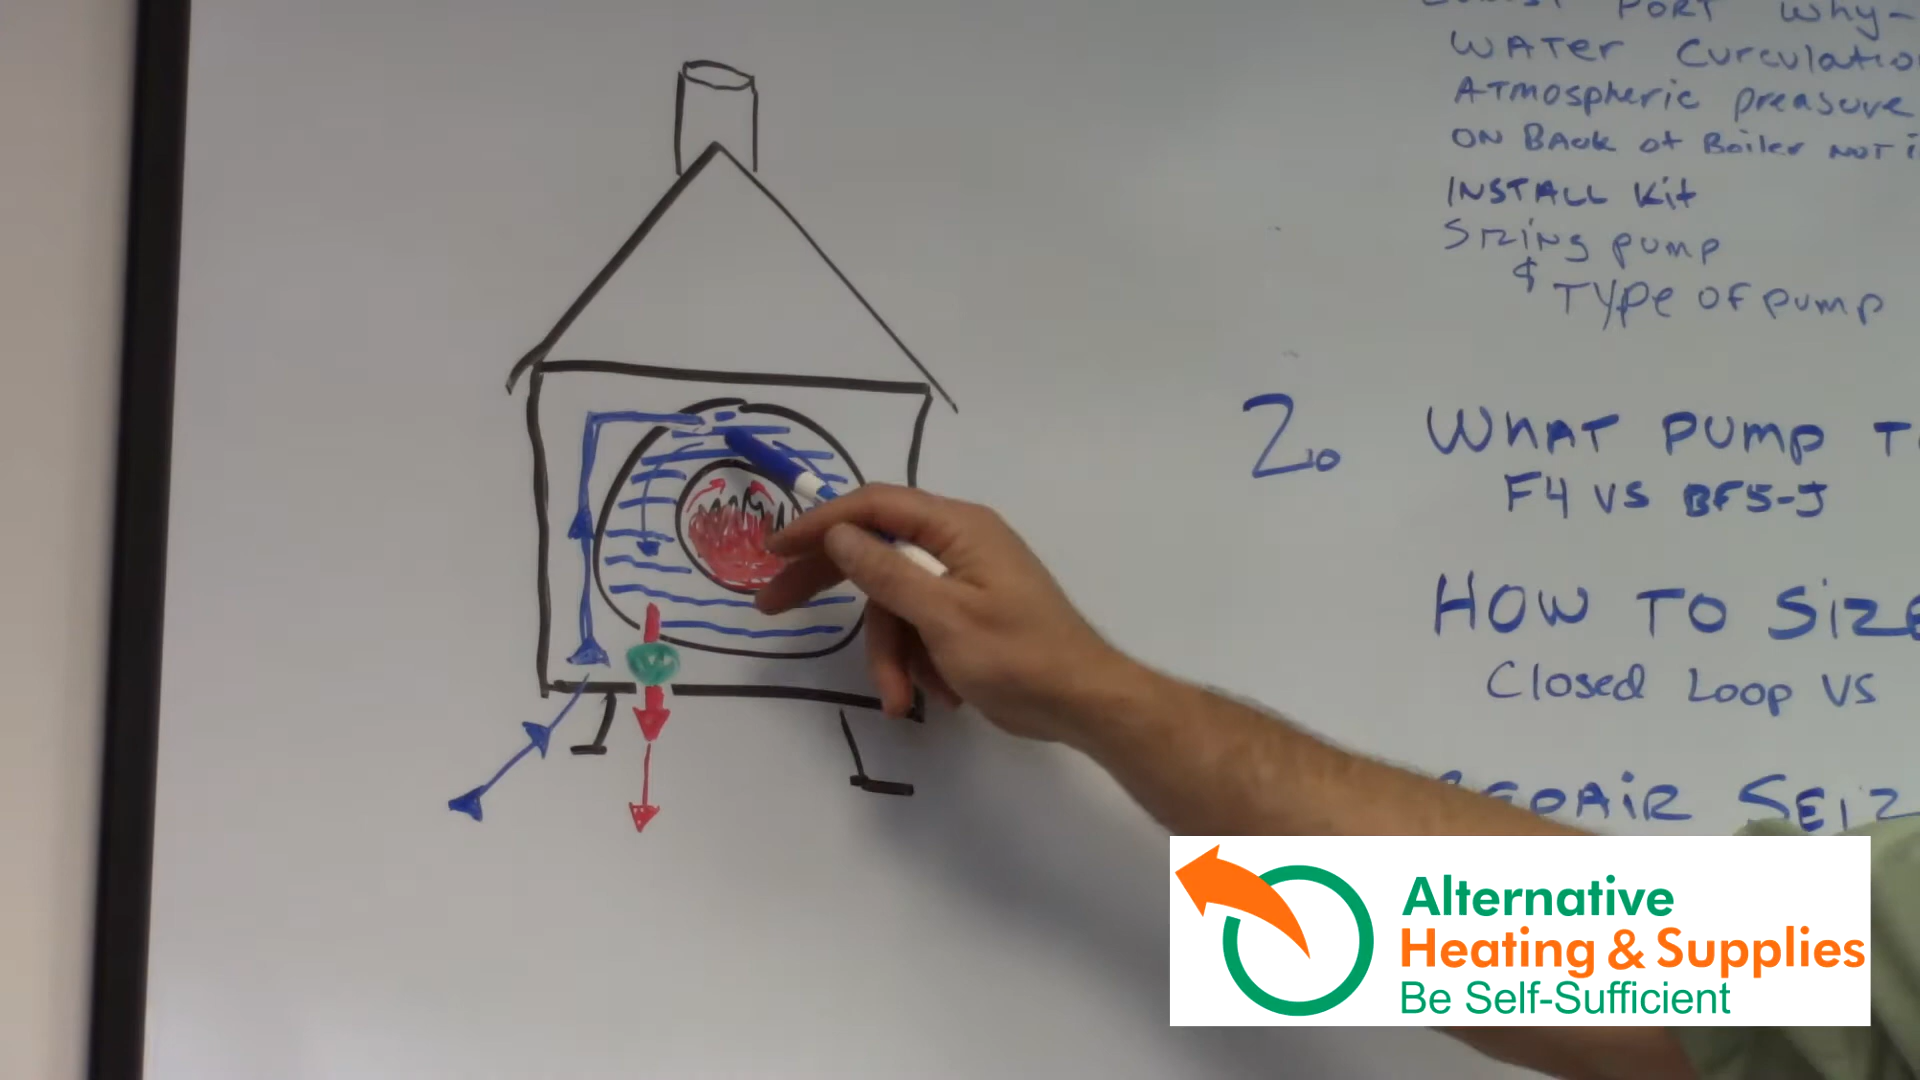 PORT Why-
WATER Curculatio
ATmospheric preasure
ON BACK of Boiler NOT i
INSTALL Kit
Sizing pump
& TYPE OF pump
2.
WHAT PUMP T
F4 VS BF5-J
HOW TO SiZE
Closed Loop VS
REPAIR SEIZ
Alternative
Heating & Supplies
Be Self-Sufficient